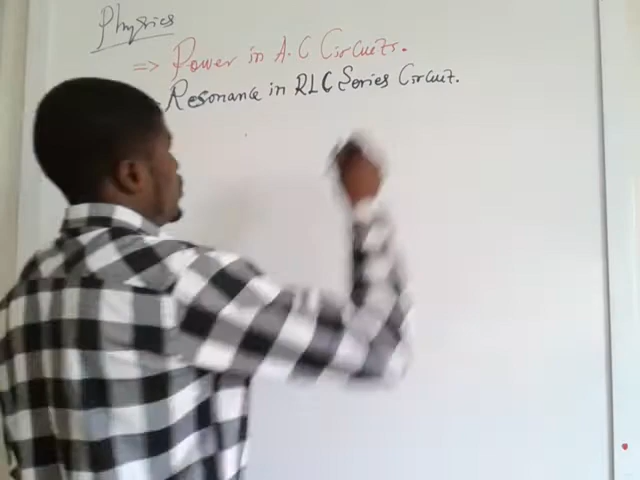 Physics
=> Power in A.C Circuits.
Resonance in RLC Series Circuit.